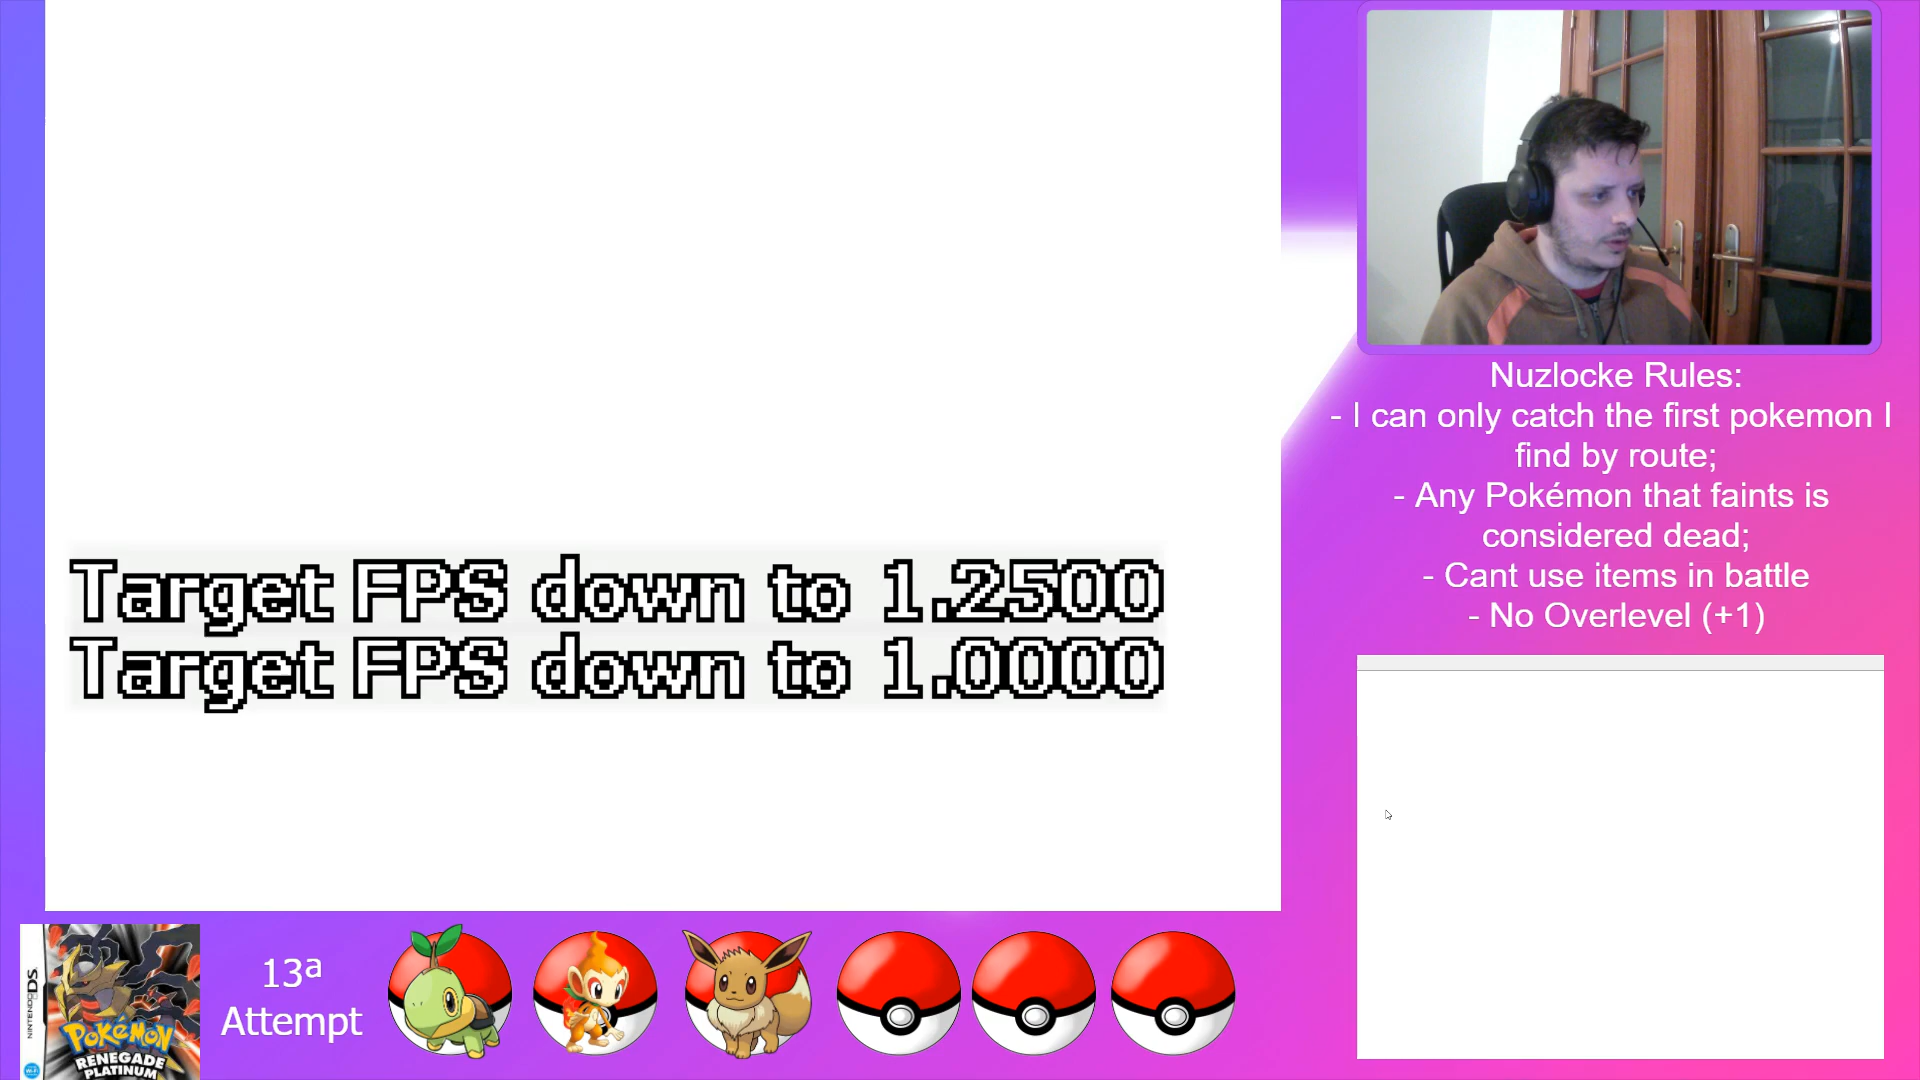 Target FPS down to 1.2500
Target FPS down to 1.0000
Nuzlocke Rules:
- I can only catch the first pokemon I
find by route;
- Any Pokémon that faints is
considered dead;
- Cant use items in battle
- No Overlevel (+1)
NINTENDO DS
POKéMON
RENEGADE
PLATINUM
13ª
Attempt